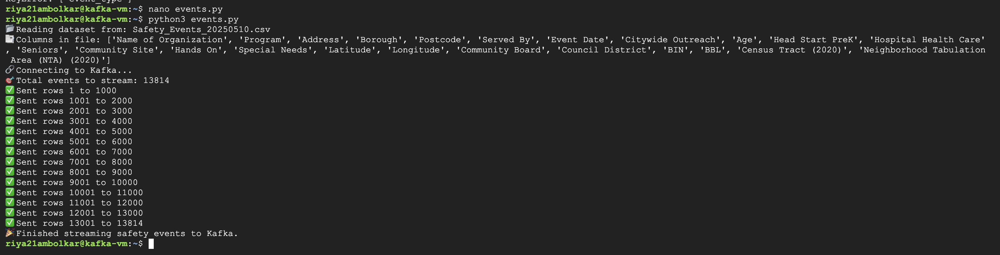 KeyError: ['event_type']
riya21ambolkar@kafka-vm:~$ nano events.py
riya21ambolkar@kafka-vm:~$ python3 events.py
📂Reading dataset from: Safety_Events_20250510.csv
📑Columns in file: ['Name of Organization', 'Program', 'Address', 'Borough', 'Postcode', 'Served By', 'Event Date', 'Citywide Outreach', 'Age', 'Head Start PreK', 'Hospital Health Care'
, 'Seniors', 'Community Site', 'Hands On', 'Special Needs', 'Latitude', 'Longitude', 'Community Board', 'Council District', 'BIN', 'BBL', 'Census Tract (2020)', 'Neighborhood Tabulation
 Area (NTA) (2020)']
🔗Connecting to Kafka...
🎯Total events to stream: 13814
✅Sent rows 1 to 1000
✅Sent rows 1001 to 2000
✅Sent rows 2001 to 3000
✅Sent rows 3001 to 4000
✅Sent rows 4001 to 5000
✅Sent rows 5001 to 6000
✅Sent rows 6001 to 7000
✅Sent rows 7001 to 8000
✅Sent rows 8001 to 9000
✅Sent rows 9001 to 10000
✅Sent rows 10001 to 11000
✅Sent rows 11001 to 12000
✅Sent rows 12001 to 13000
✅Sent rows 13001 to 13814
🎉Finished streaming safety events to Kafka.
riya21ambolkar@kafka-vm:~$